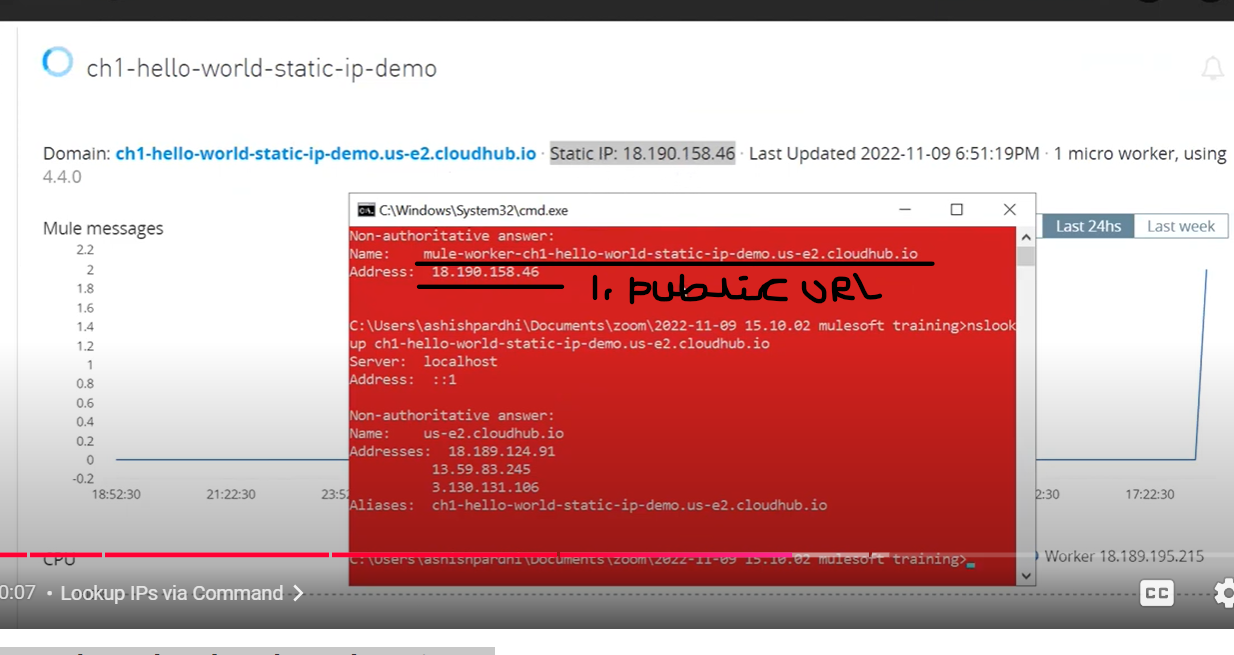 ch1-hello-world-static-ip-demo
Domain: ch1-hello-world-static-ip-demo.us-e2.cloudhub.io · Static IP: 18.190.158.46 · Last Updated 2022-11-09 6:51:19PM · 1 micro worker, using
4.4.0
Mule messages
Last 24hs
Last week
2.2
2
1.8
1.6
1.4
1.2
1
0.8
0.6
0.4
0.2
0
-0.2
18:52:30
21:22:30
23:52
2:30
17:22:30
C:\Windows\System32\cmd.exe
Non-authoritative answer:
Name: mule-worker-ch1-hello-world-static-ip-demo.us-e2.cloudhub.io
Address: 18.190.158.46
1, public URL
C:\Users\ashishpardhi\Documents\zoom\2022-11-09 15.10.02 mulesoft training>nslook
up ch1-hello-world-static-ip-demo.us-e2.cloudhub.io
Server: localhost
Address: ::1
Non-authoritative answer:
Name: us-e2.cloudhub.io
Addresses: 18.189.124.91
13.59.83.245
3.130.131.106
Aliases: ch1-hello-world-static-ip-demo.us-e2.cloudhub.io
C:\Users\ashishpardhi\Documents\zoom\2022-11-09 15.10.02 mulesoft training>
CPU
Worker 18.189.195.215
0:07 • Lookup IPs via Command
CC